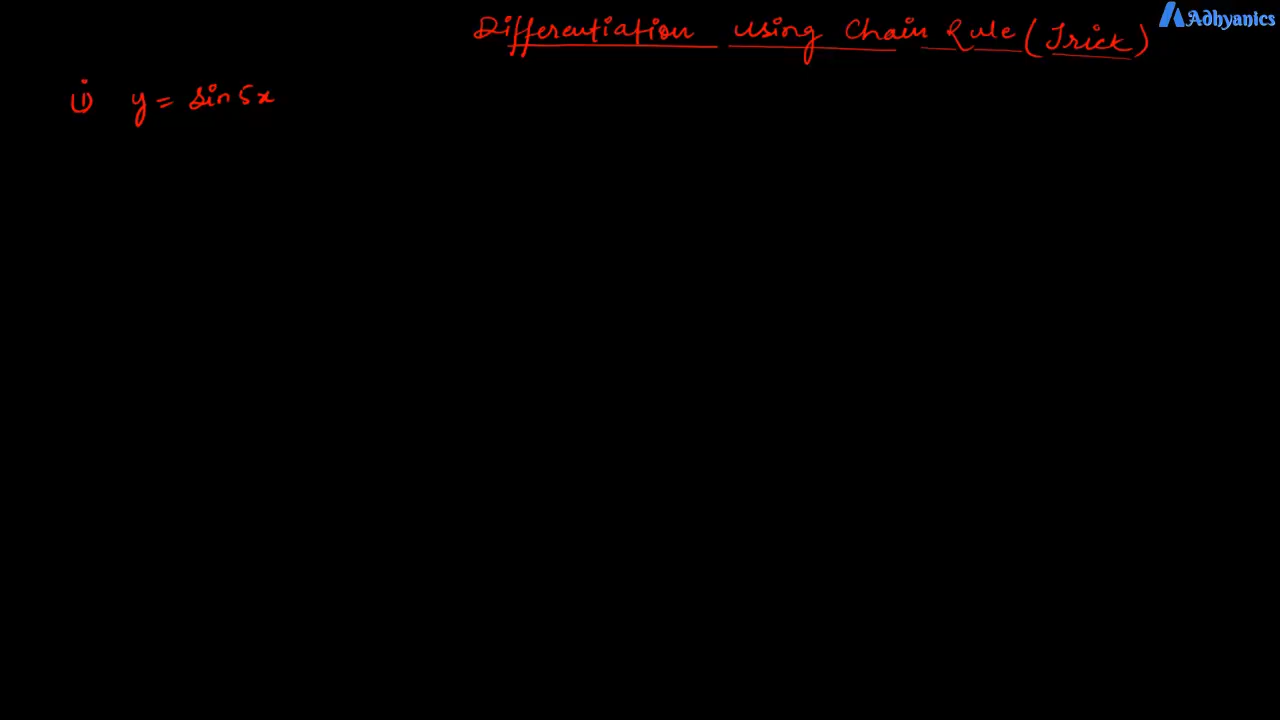 Differentiation using Chain Rule (Trick)
Adhyanics
(i) y = sin 5x